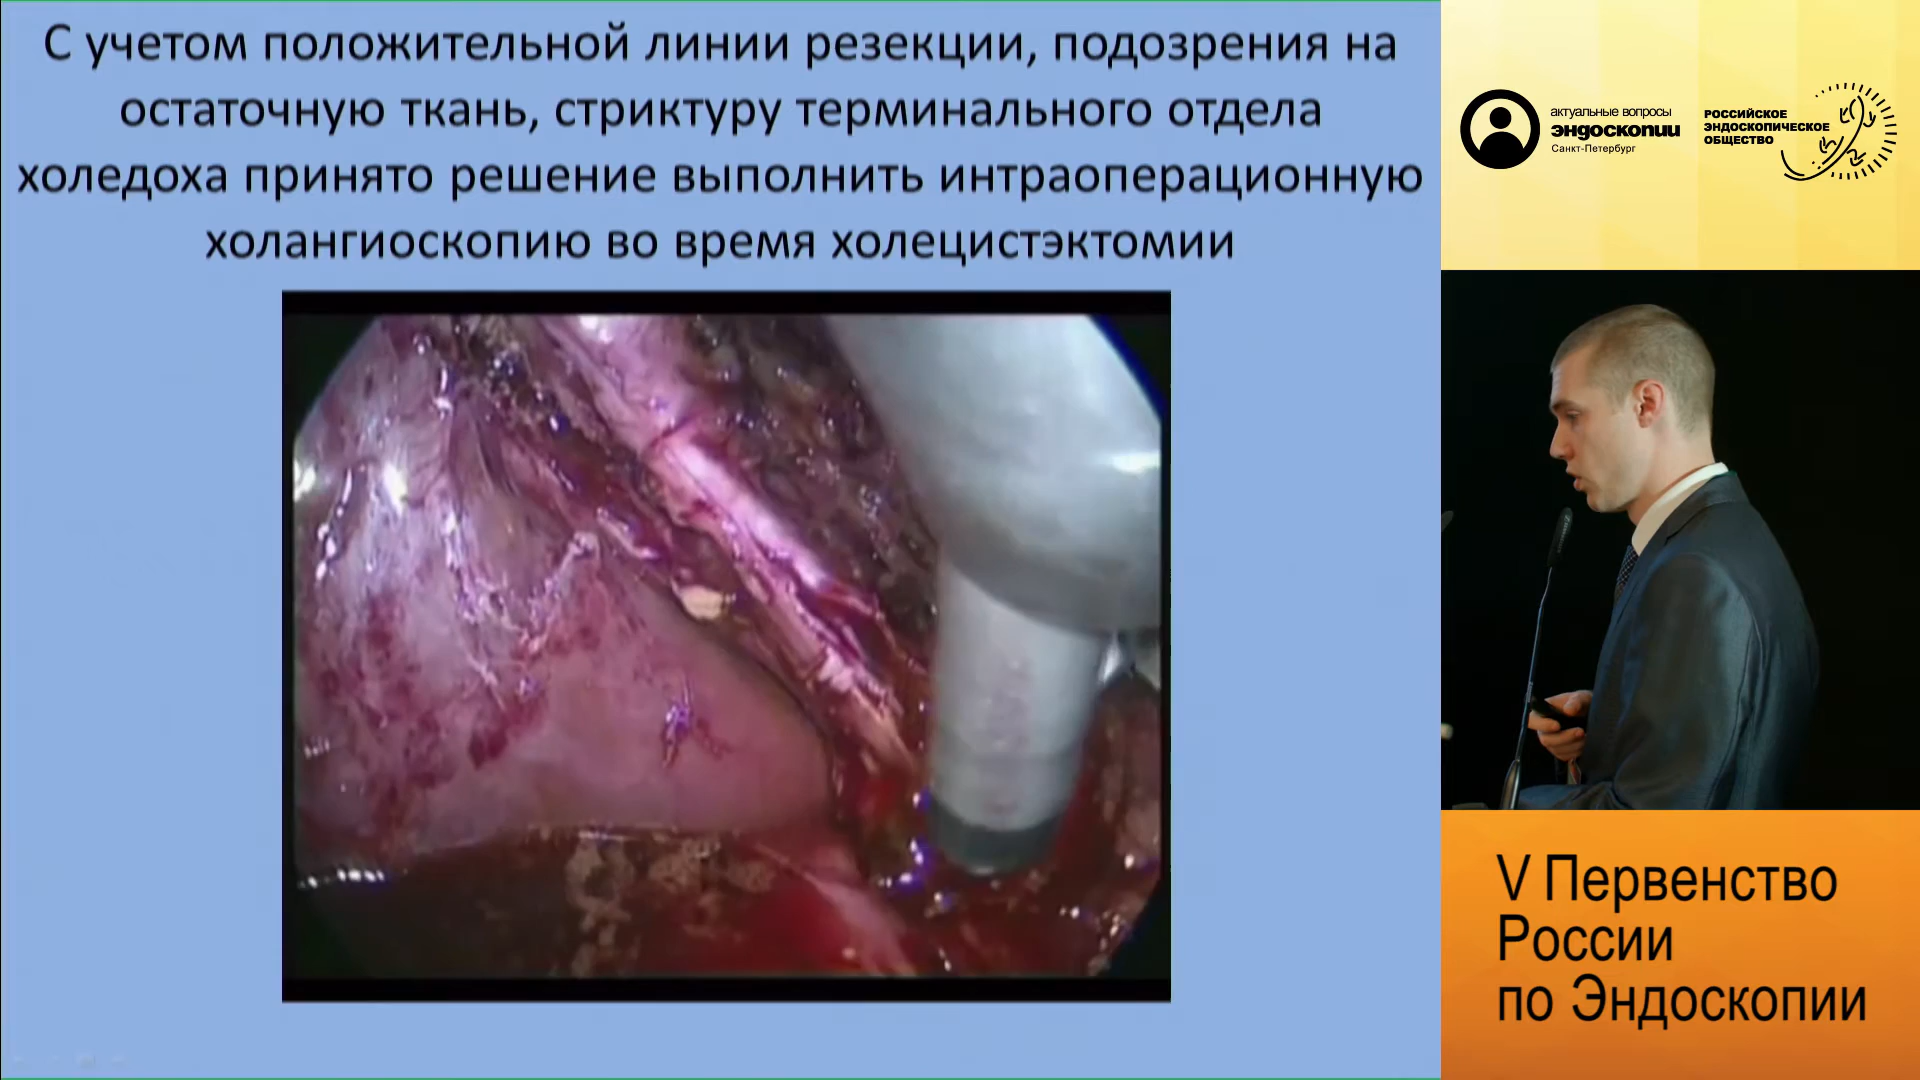 С учетом положительной линии резекции, подозрения на
остаточную ткань, стриктуру терминального отдела
холедоха принято решение выполнить интраоперационную
холангиоскопию во время холецистэктомии
актуальные вопросы
эндоскопии
Санкт-Петербург
РОССИЙСКОЕ
ЭНДОСКОПИЧЕСКОЕ
ОБЩЕСТВО
V Первенство
России
по Эндоскопии